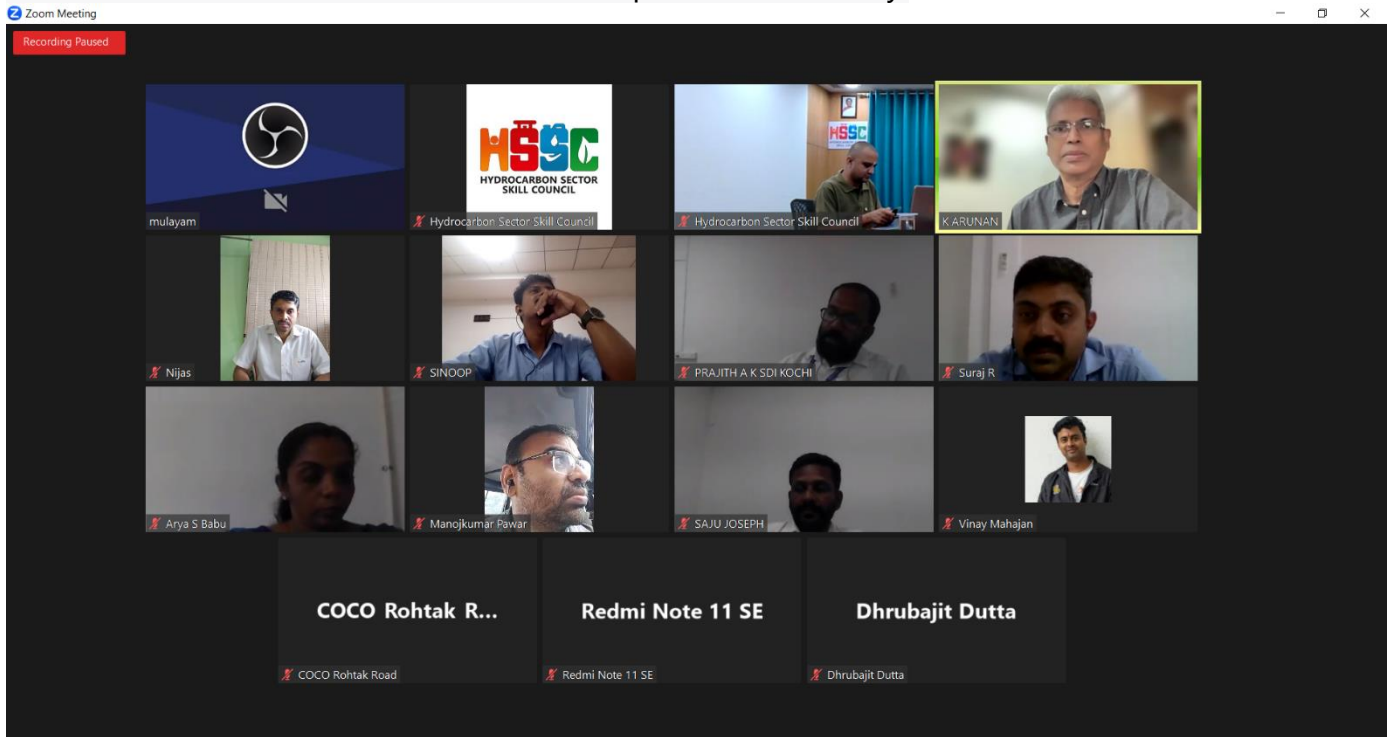 Zoom Meeting
Recording Paused
mulayam
HSSC
HYDROCARBON SECTOR
SKILL COUNCIL
Hydrocarbon Sector Skill Council
HSSC
Hydrocarbon Sector Skill Council
K ARUNAN
Nijas
SINOOP
PRAJITH A K SDI KOCHI
Suraj R
Arya S Babu
Manojkumar Pawar
SAJU JOSEPH
Vinay Mahajan
COCO Rohtak R...
COCO Rohtak Road
Redmi Note 11 SE
Redmi Note 11 SE
Dhrubajit Dutta
Dhrubajit Dutta